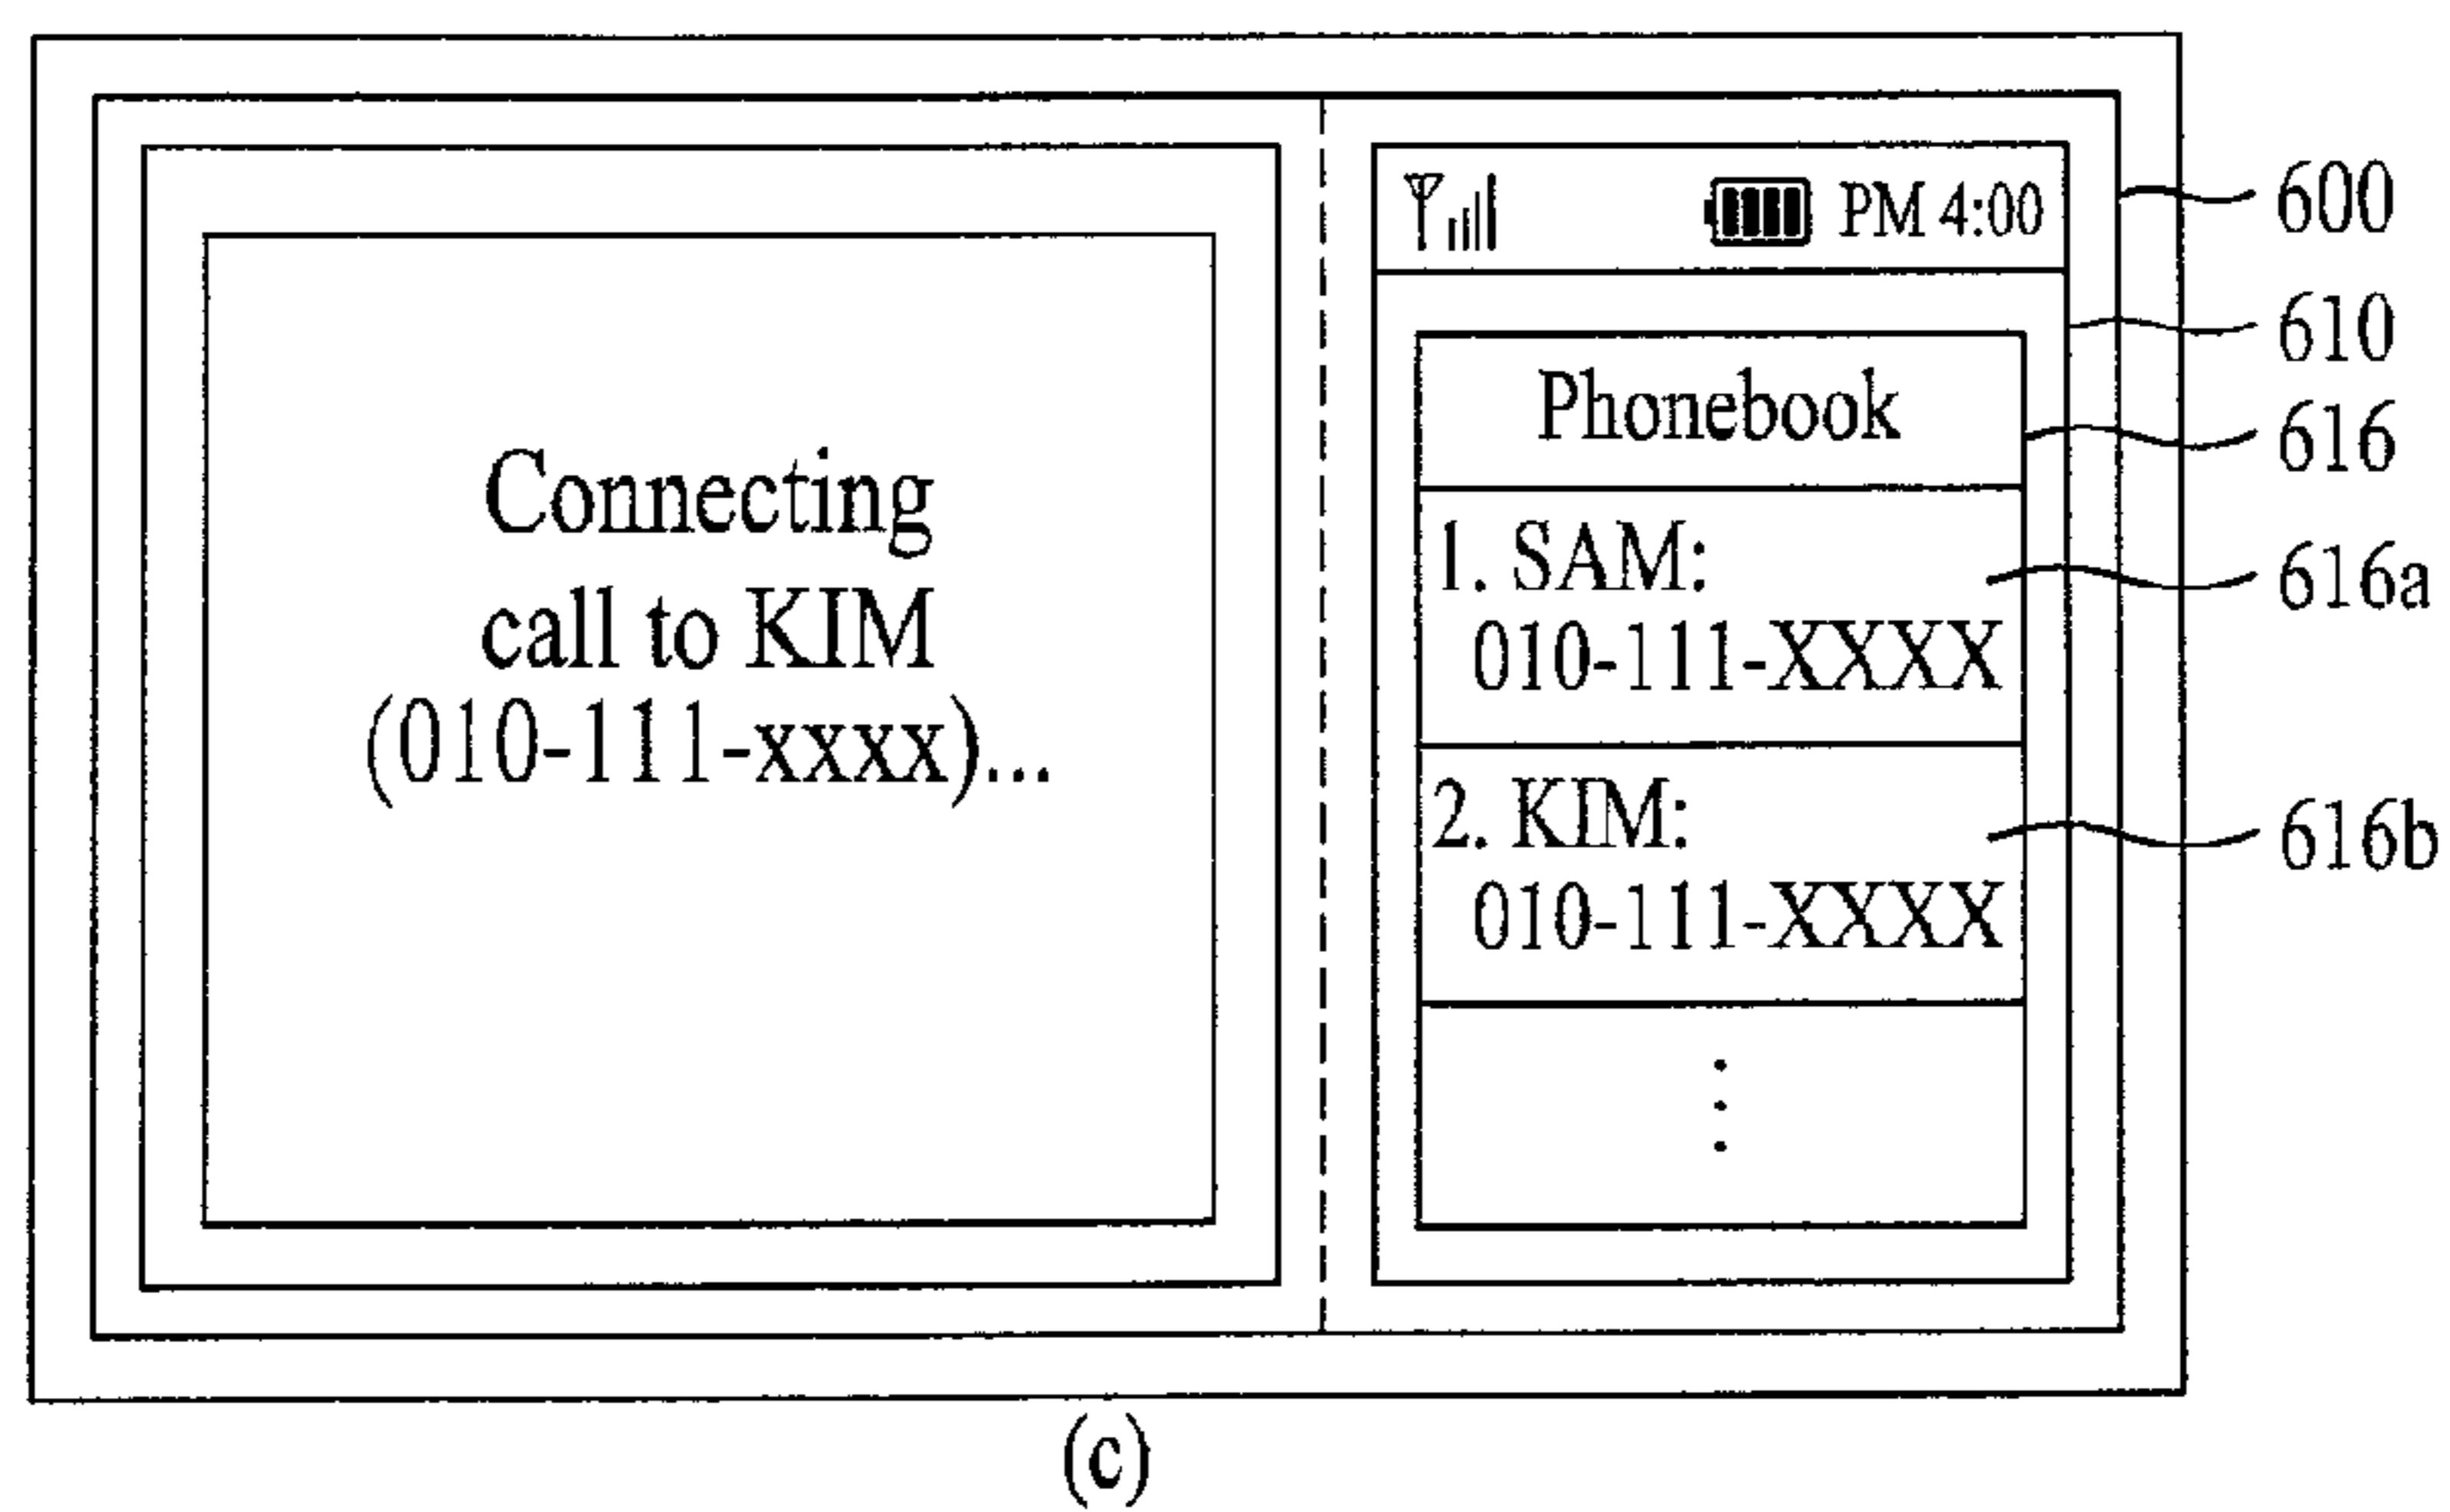 Connecting
call to KIM
(010-111-xxxx)...
PM 4:00
Phonebook
1. SAM:
010-111-XXXX
2. KIM:
010-111-XXXX
600
610
616
616a
616b
(c)